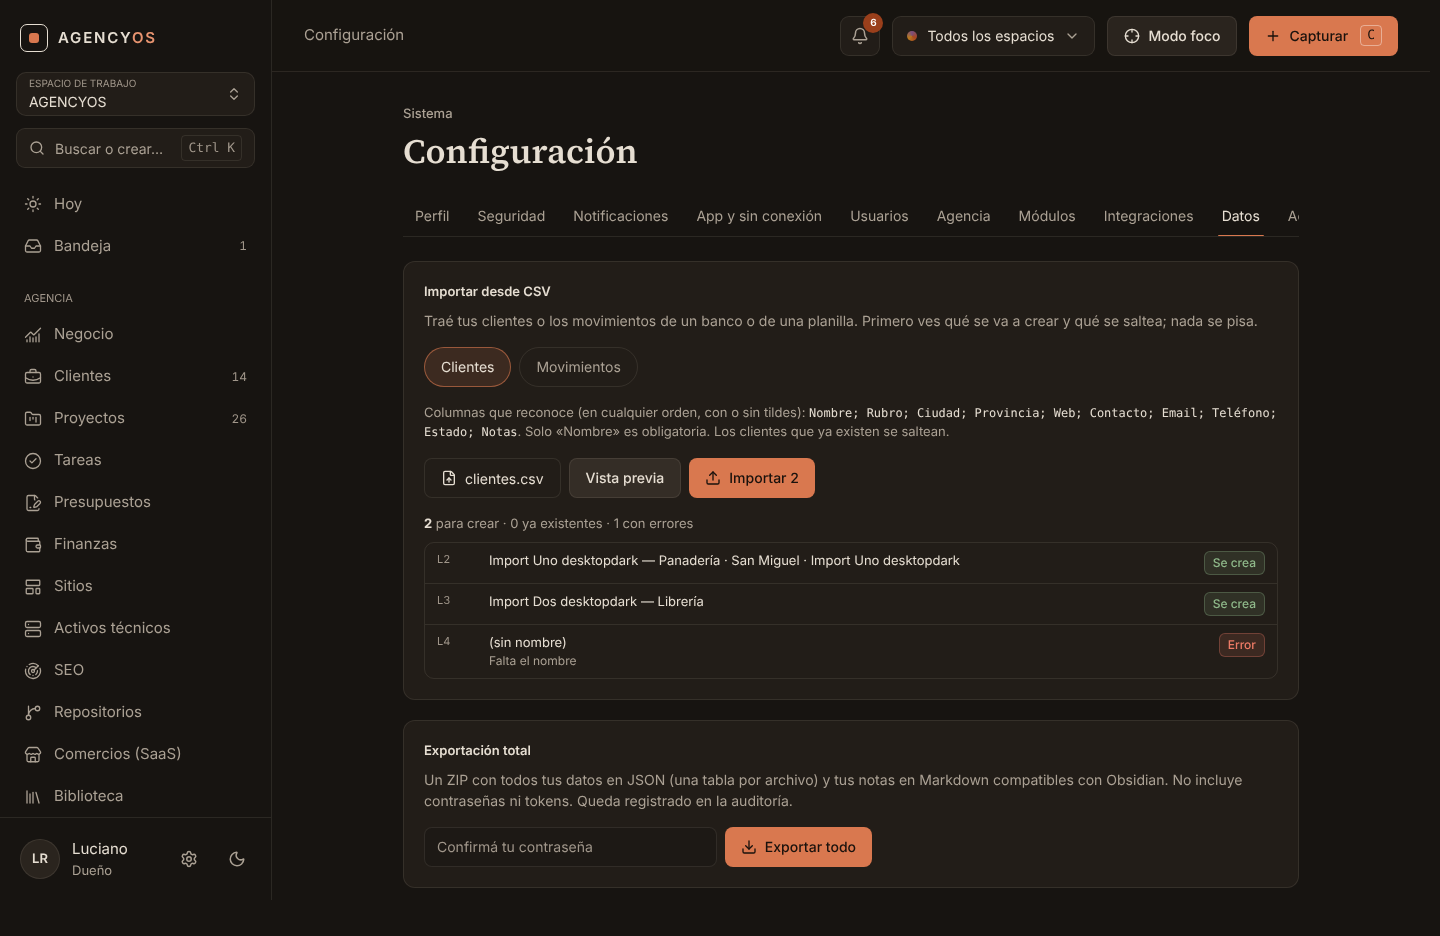 AGENCYOS
ESPACIO DE TRABAJO
AGENCYOS
Buscar o crear... Ctrl K
Hoy
Bandeja 1
AGENCIA
Negocio
Clientes 14
Proyectos 26
Tareas
Presupuestos
Finanzas
Sitios
Activos técnicos
SEO
Repositorios
Comercios (SaaS)
Biblioteca
LR
Luciano
Dueño
Configuración
6
Todos los espacios
Modo foco
Capturar C
Sistema
Configuración
Perfil Seguridad Notificaciones App y sin conexión Usuarios Agencia Módulos Integraciones Datos
Importar desde CSV
Traé tus clientes o los movimientos de un banco o de una planilla. Primero ves qué se va a crear y qué se saltea; nada se pisa.
Clientes Movimientos
Columnas que reconoce (en cualquier orden, con o sin tildes): Nombre; Rubro; Ciudad; Provincia; Web; Contacto; Email; Teléfono;
Estado; Notas. Solo «Nombre» es obligatoria. Los clientes que ya existen se saltean.
clientes.csv Vista previa Importar 2
2 para crear · 0 ya existentes · 1 con errores
L2 Import Uno desktopdark — Panadería · San Miguel · Import Uno desktopdark Se crea
L3 Import Dos desktopdark — Librería Se crea
L4 (sin nombre) Error
Falta el nombre
Exportación total
Un ZIP con todos tus datos en JSON (una tabla por archivo) y tus notas en Markdown compatibles con Obsidian. No incluye
contraseñas ni tokens. Queda registrado en la auditoría.
Confirmá tu contraseña Exportar todo